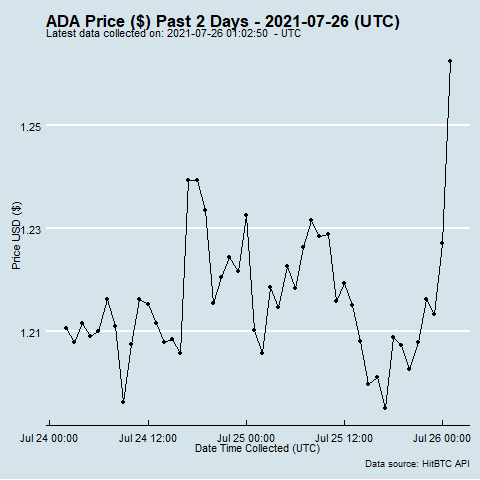 ADA Price ($) Past 2 Days - 2021-07-26 (UTC)
Latest data collected on: 2021-07-26 01:02:50 - UTC
1.25
1.23
1.21
Price USD ($)
Jul 24 00:00 Jul 24 12:00 Jul 25 00:00 Jul 25 12:00 Jul 26 00:00
Date Time Collected (UTC)
Data source: HitBTC API